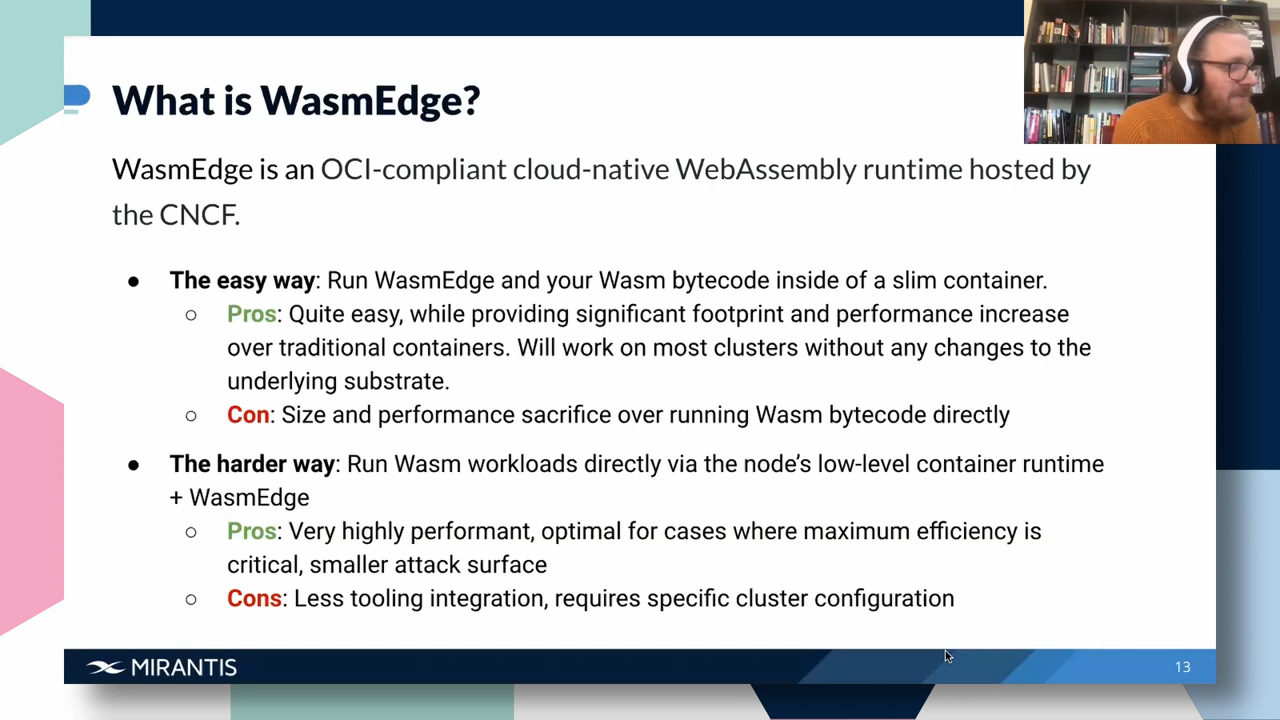 What is WasmEdge?
WasmEdge is an OCI-compliant cloud-native WebAssembly runtime hosted by
the CNCF.
● The easy way: Run WasmEdge and your Wasm bytecode inside of a slim container.
○ Pros: Quite easy, while providing significant footprint and performance increase
over traditional containers. Will work on most clusters without any changes to the
underlying substrate.
○ Con: Size and performance sacrifice over running Wasm bytecode directly
● The harder way: Run Wasm workloads directly via the node’s low-level container runtime
+ WasmEdge
○ Pros: Very highly performant, optimal for cases where maximum efficiency is
critical, smaller attack surface
○ Cons: Less tooling integration, requires specific cluster configuration
MIRANTIS
13